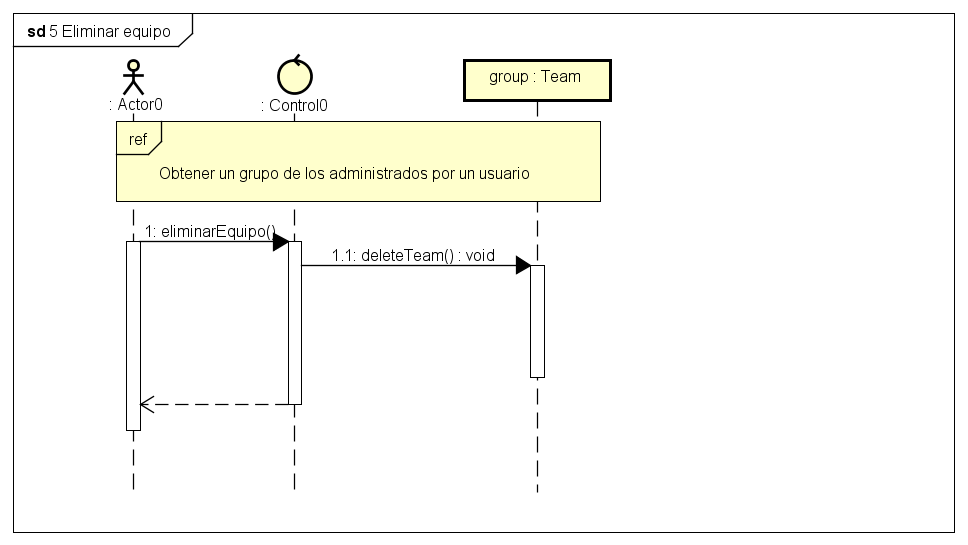 sd 5 Eliminar equipo
: Actor0
: Control0
group : Team
ref
Obtener un grupo de los administrados por un usuario
1: eliminarEquipo()
1.1: deleteTeam() : void